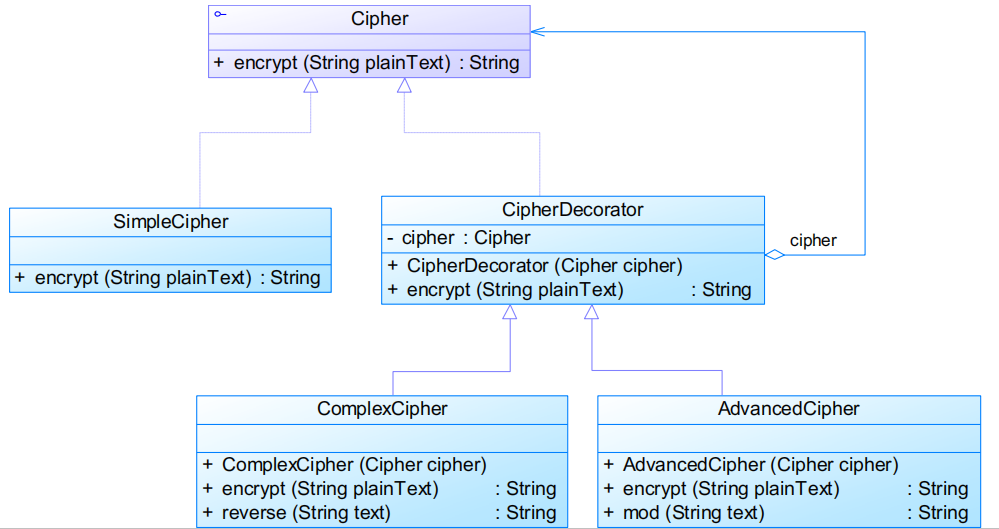 Cipher
+ encrypt (String plainText) : String
SimpleCipher
+ encrypt (String plainText) : String
CipherDecorator
- cipher : Cipher
+ CipherDecorator (Cipher cipher)
+ encrypt (String plainText) : String
cipher
ComplexCipher
+ ComplexCipher (Cipher cipher)
+ encrypt (String plainText) : String
+ reverse (String text) : String
AdvancedCipher
+ AdvancedCipher (Cipher cipher)
+ encrypt (String plainText) : String
+ mod (String text) : String